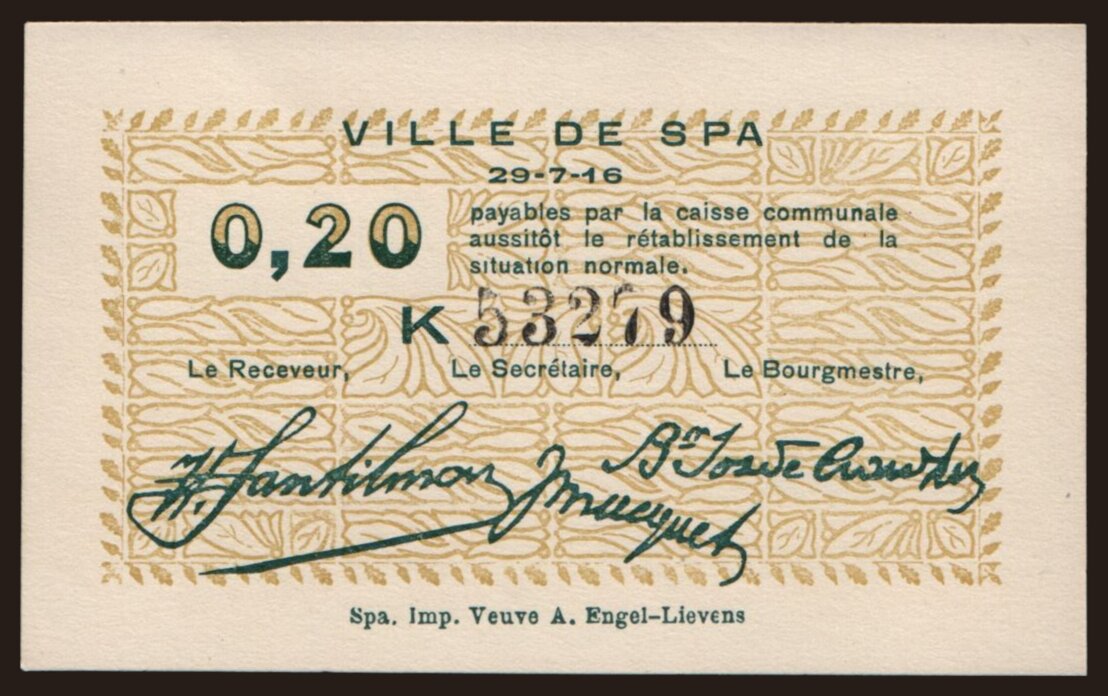 VILLE DE SPA
29-7-16
0,20
payables par la caisse communale
aussitôt le rétablissement de la
situation normale.
K 53279
Le Receveur, Le Secrétaire, Le Bourgmestre,
Spa. Imp. Veuve A. Engel-Lievens